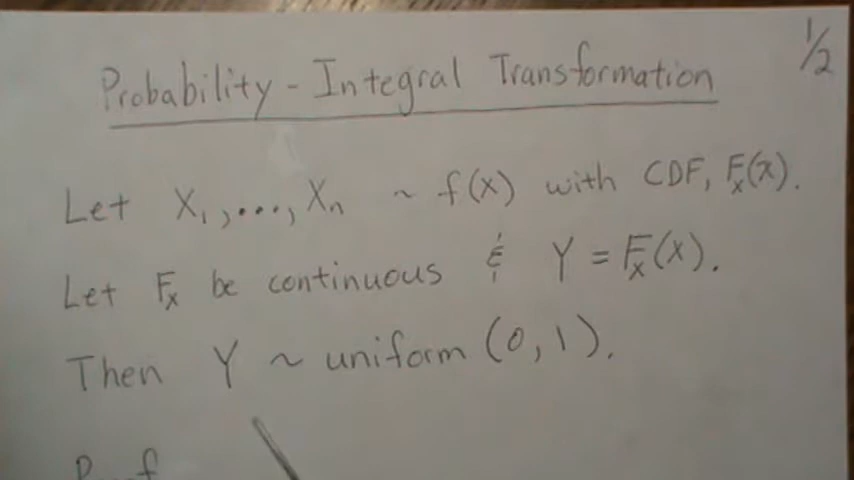 1/2
Probability - Integral Transformation
Let X₁,...,Xₙ ~ f(x) with CDF, Fₓ(x).
Let Fₓ be continuous & Y = Fₓ(x).
Then Y ~ uniform (0,1).
Proof